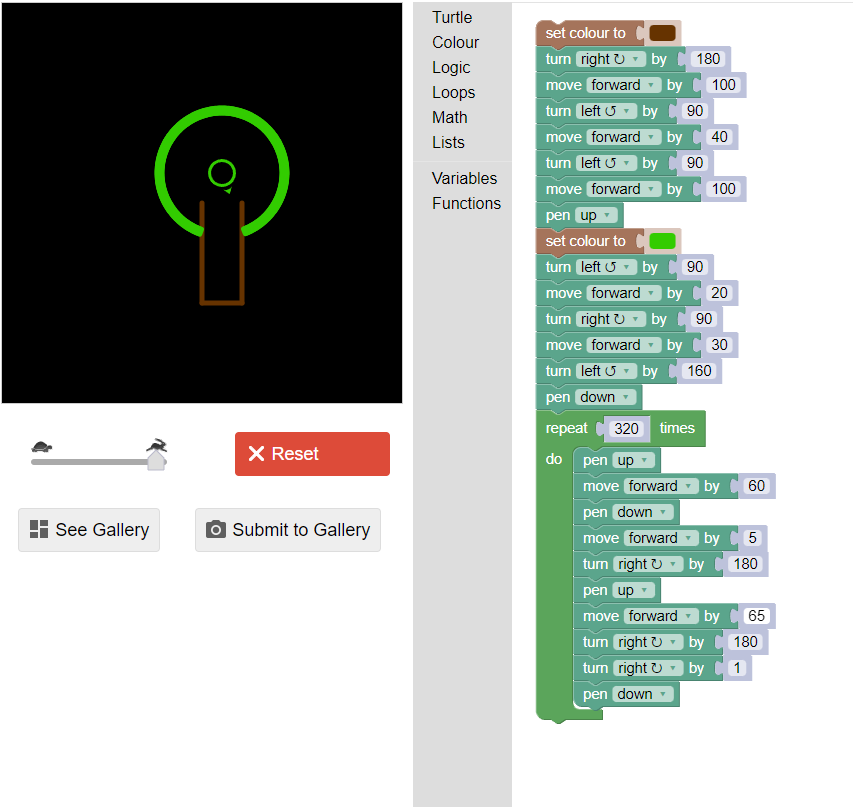 Turtle
Colour
Logic
Loops
Math
Lists
Variables
Functions
set colour to
turn right ↻ by 180
move forward by 100
turn left ↺ by 90
move forward by 40
turn left ↺ by 90
move forward by 100
pen up
set colour to
turn left ↺ by 90
move forward by 20
turn right ↻ by 90
move forward by 30
turn left ↺ by 160
pen down
repeat 320 times
do pen up
move forward by 60
pen down
move forward by 5
turn right ↻ by 180
pen up
move forward by 65
turn right ↻ by 180
turn right ↻ by 1
pen down
Reset
See Gallery
Submit to Gallery